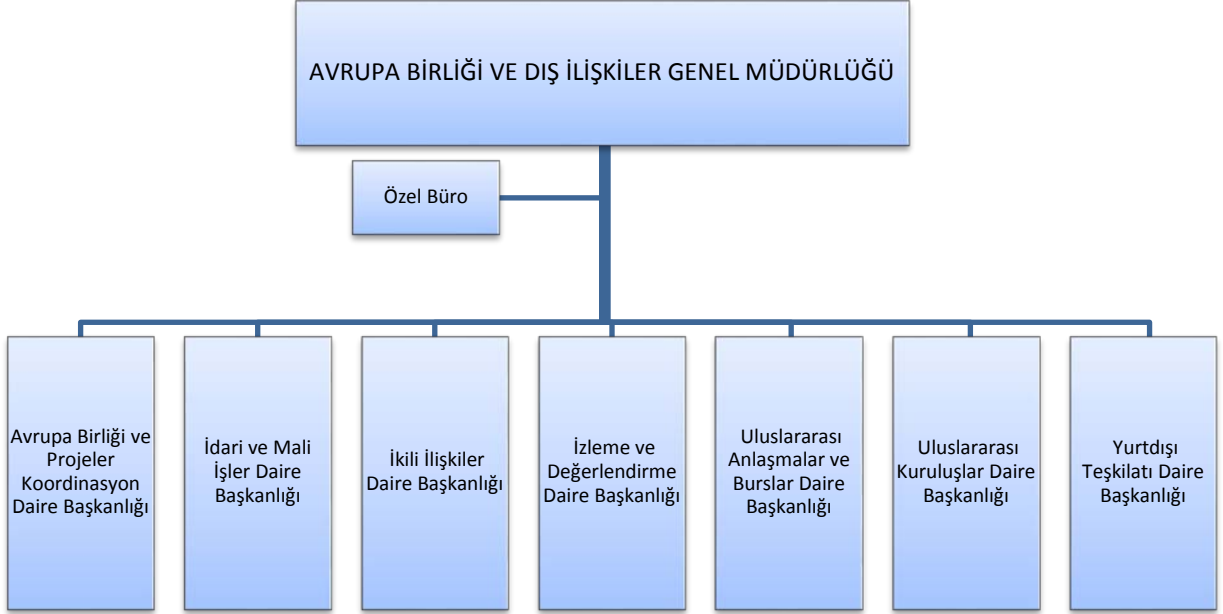 AVRUPA BİRLİĞİ VE DIŞ İLİŞKİLER GENEL MÜDÜRLÜĞÜ
Özel Büro
Avrupa Birliği ve
Projeler
Koordinasyon
Daire Başkanlığı
İdari ve Mali
İşler Daire
Başkanlığı
İkili İlişkiler
Daire Başkanlığı
İzleme ve
Değerlendirme
Daire Başkanlığı
Uluslararası
Anlaşmalar ve
Burslar Daire
Başkanlığı
Uluslararası
Kuruluşlar Daire
Başkanlığı
Yurtdışı
Teşkilatı Daire
Başkanlığı